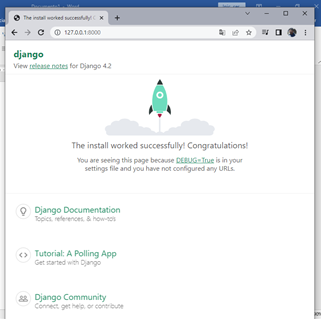 The install worked successfully! C
127.0.0.1:8000
django
View release notes for Django 4.2
The install worked successfully! Congratulations!
You are seeing this page because DEBUG=True is in your
settings file and you have not configured any URLs.
Django Documentation
Topics, references, & how-to's
Tutorial: A Polling App
Get started with Django
Django Community
Connect, get help, or contribute